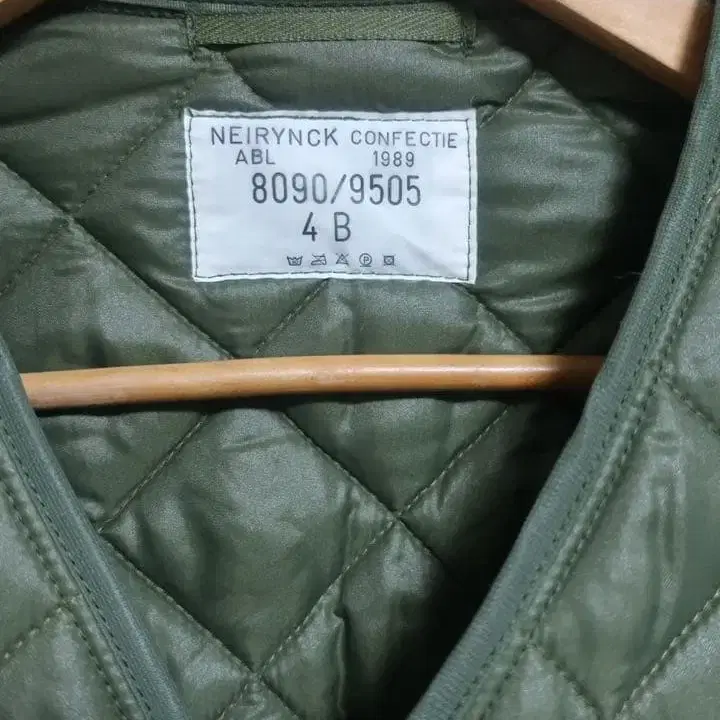 NEIRYNCK CONFECTIE
ABL 1989
8090/9505
4 B
P